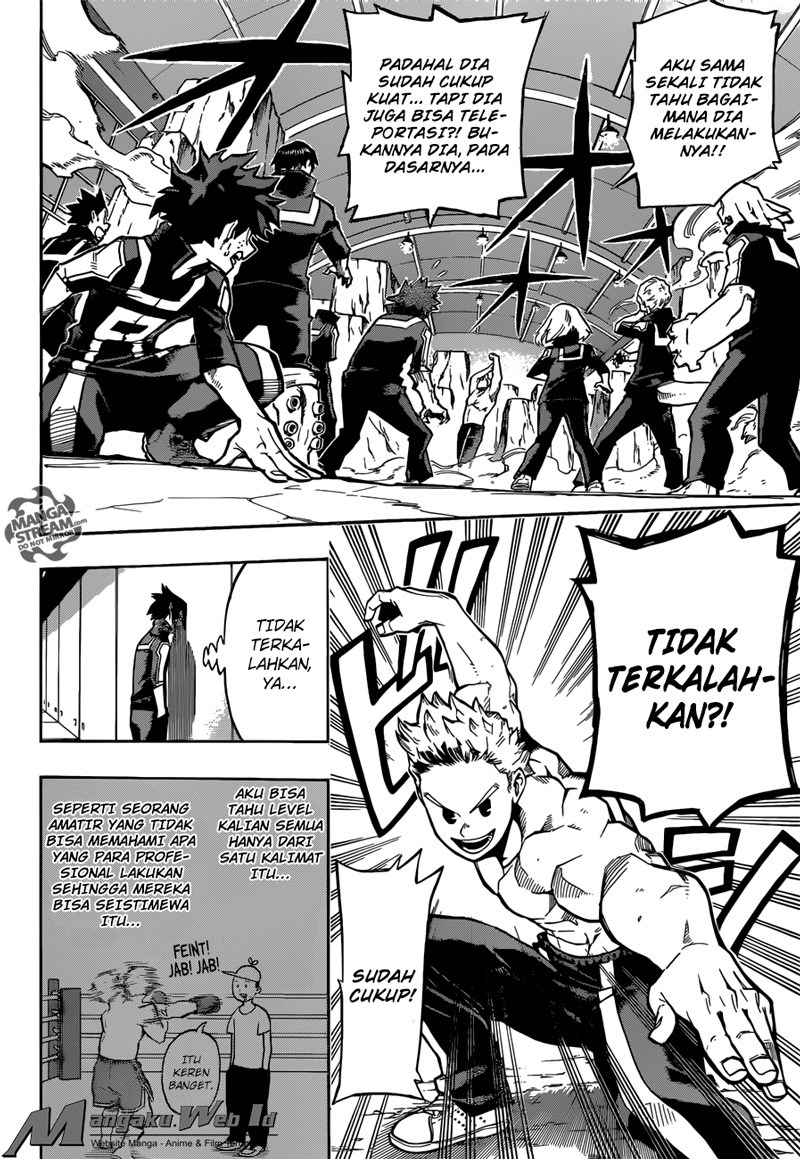 AKU SAMA
SEKALI TIDAK
TAHU BAGAI-
MANA DIA
MELAKUKAN-
NYA!!
PADAHAL DIA
SUDAH CUKUP
KUAT... TAPI DIA
JUGA BISA TELE-
PORTASI?! BU-
KANNYA DIA, PADA
DASARNYA...
TIDAK
TERKALAH-
KAN?!
SUDAH
CUKUP!
TIDAK
TERKA-
LAHKAN,
YA...
AKU BISA
TAHU LEVEL
KALIAN SEMUA
HANYA DARI
SATU KALIMAT
ITU...
SEPERTI SEORANG
AMATIR YANG TIDAK
BISA MEMAHAMI APA
YANG PARA PROFE-
SIONAL LAKUKAN
SEHINGGA MEREKA
BISA SEISTIMEWA
ITU...
FEINT!
JAB! JAB!
ITU
KEREN
BANGET.
MANGA
STREAM.com
DO NOT MIRROR
Mangaku.Web Id